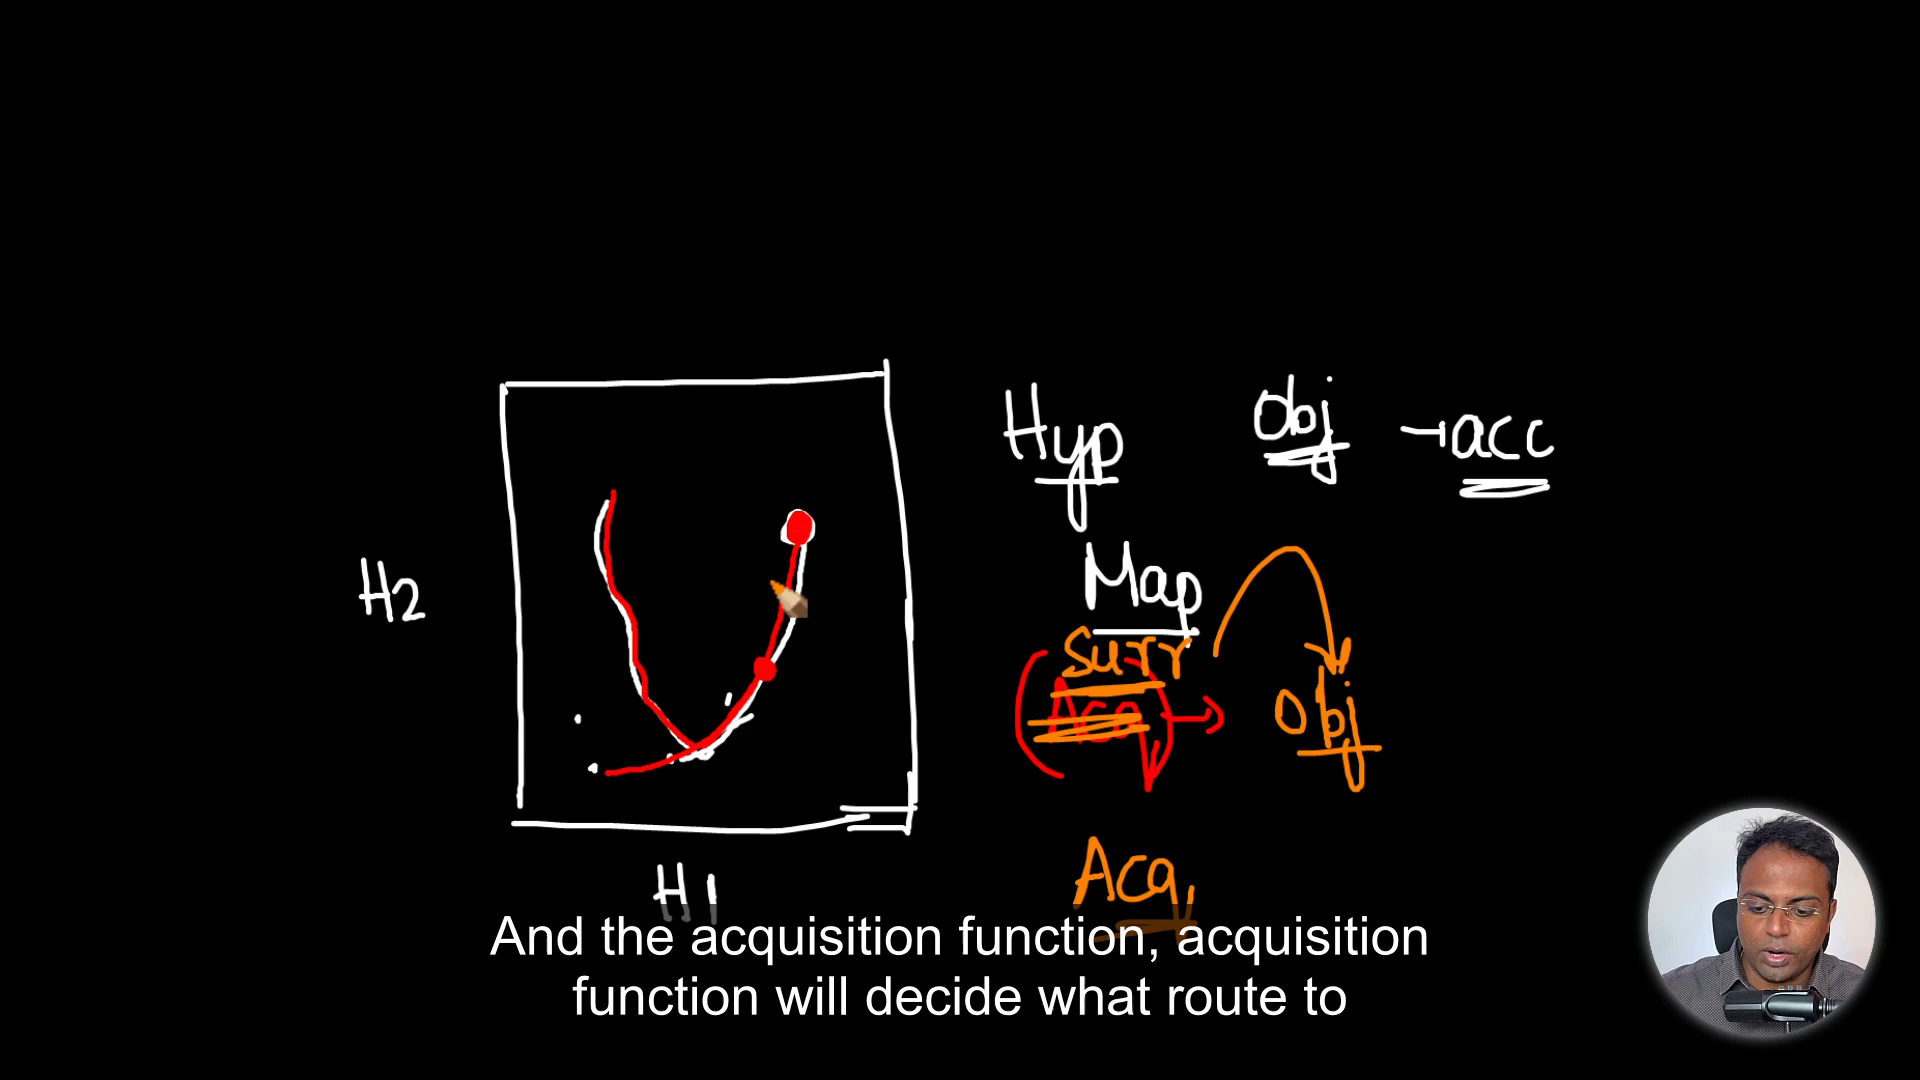 Hyp Obj → acc
Map
H2
Surr
Acq → Obj
H1
Acq
And the acquisition function, acquisition
function will decide what route to